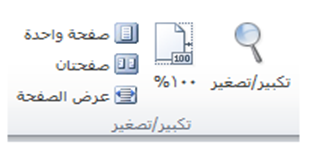 تكبير/تصغير
100
%١٠٠
صفحة واحدة
صفحتان
عرض الصفحة
تكبير/تصغير